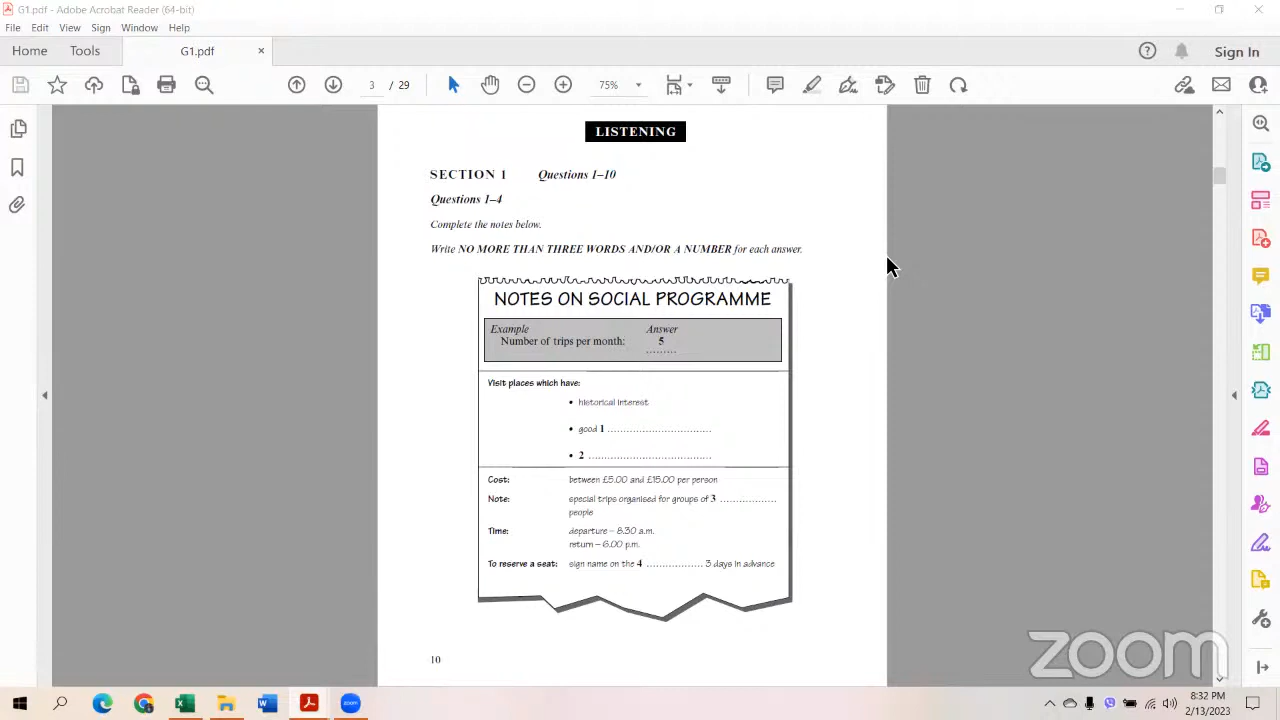 G1.pdf - Adobe Acrobat Reader (64-bit)
File Edit View Sign Window Help
Home Tools G1.pdf × Sign In
3 / 29 75%
LISTENING
SECTION 1 Questions 1–10
Questions 1–4
Complete the notes below.
Write NO MORE THAN THREE WORDS AND/OR A NUMBER for each answer.
NOTES ON SOCIAL PROGRAMME
Example Answer
Number of trips per month: 5
.........
Visit places which have:
• historical interest
• good 1 ..................................
• 2 ........................................
Cost: between £5.00 and £15.00 per person
Note: special trips organised for groups of 3 ...................
people
Time: departure – 8.30 a.m.
return – 6.00 p.m.
To reserve a seat: sign name on the 4 ................... 3 days in advance
10
zoom
zoom
8:32 PM
2/13/2023